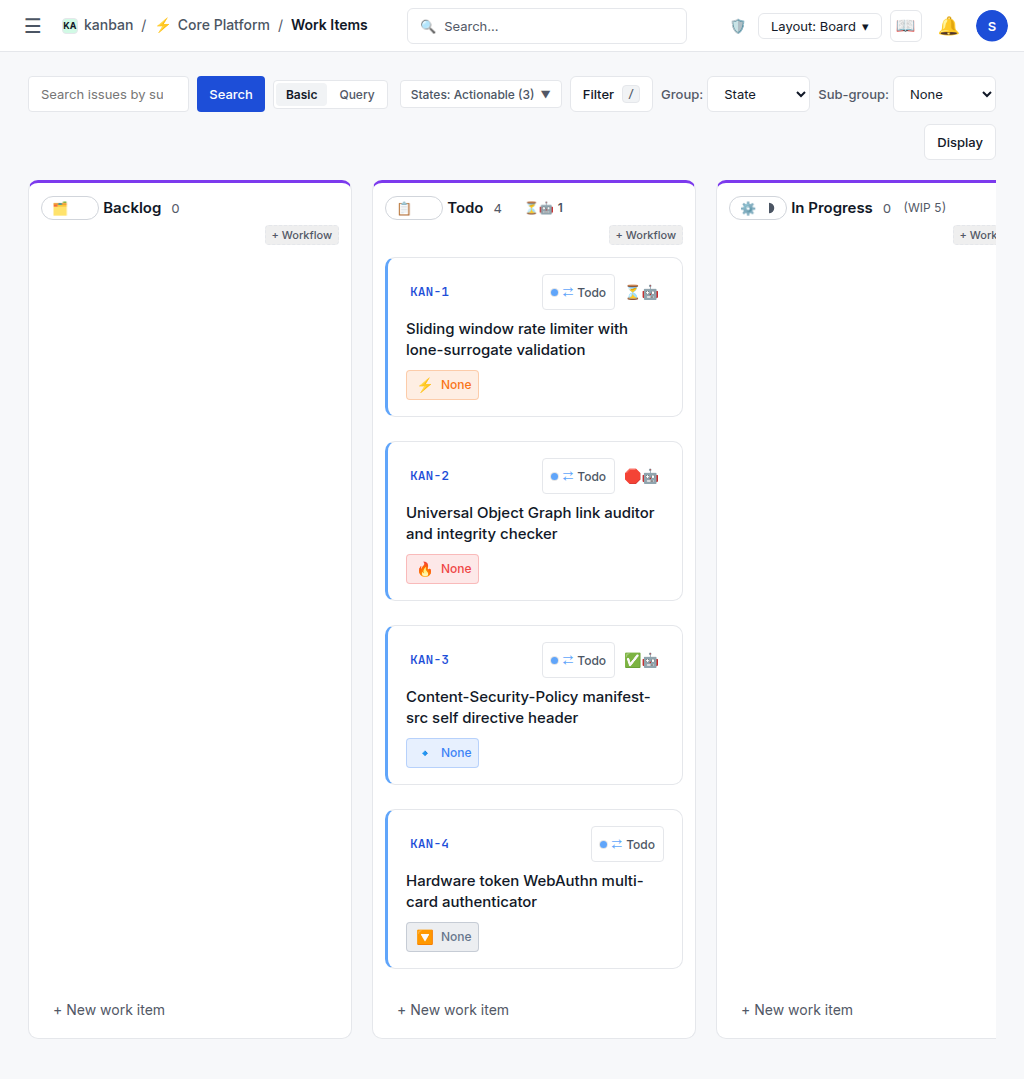 ☰ KA kanban / ⚡ Core Platform / Work Items 🔍 Search... 🛡️ Layout: Board ▾ 📖 🔔 S
Search issues by su Search Basic Query States: Actionable (3) ▼ Filter / Group: State Sub-group: None
Display
🗂️ Backlog 0
+ Workflow
+ New work item
📋 Todo 4 ⏳🤖 1
+ Workflow
KAN-1 ⇄ Todo ⏳🤖
Sliding window rate limiter with
lone-surrogate validation
⚡ None
KAN-2 ⇄ Todo 🛑🤖
Universal Object Graph link auditor
and integrity checker
🔥 None
KAN-3 ⇄ Todo ✅🤖
Content-Security-Policy manifest-
src self directive header
🔹 None
KAN-4 ⇄ Todo
Hardware token WebAuthn multi-
card authenticator
🔽 None
+ New work item
⚙️ ◗ In Progress 0 (WIP 5)
+ Work
+ New work item